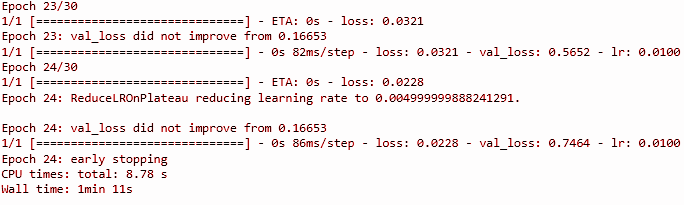 Epoch 23/30
1/1 [==============================] - ETA: 0s - loss: 0.0321
Epoch 23: val_loss did not improve from 0.16653
1/1 [==============================] - 0s 82ms/step - loss: 0.0321 - val_loss: 0.5652 - lr: 0.0100
Epoch 24/30
1/1 [==============================] - ETA: 0s - loss: 0.0228
Epoch 24: ReduceLROnPlateau reducing learning rate to 0.004999999888241291.
Epoch 24: val_loss did not improve from 0.16653
1/1 [==============================] - 0s 86ms/step - loss: 0.0228 - val_loss: 0.7464 - lr: 0.0100
Epoch 24: early stopping
CPU times: total: 8.78 s
Wall time: 1min 11s